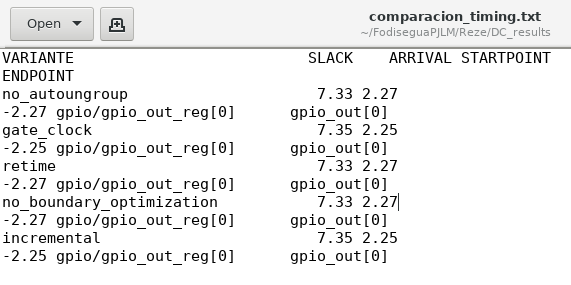 Open
comparacion_timing.txt
~/FodiseguaPJLM/Reze/DC_results
VARIANTE SLACK ARRIVAL STARTPOINT
ENDPOINT
no_autoungroup 7.33 2.27
-2.27 gpio/gpio_out_reg[0] gpio_out[0]
gate_clock 7.35 2.25
-2.25 gpio/gpio_out_reg[0] gpio_out[0]
retime 7.33 2.27
-2.27 gpio/gpio_out_reg[0] gpio_out[0]
no_boundary_optimization 7.33 2.27
-2.27 gpio/gpio_out_reg[0] gpio_out[0]
incremental 7.35 2.25
-2.25 gpio/gpio_out_reg[0] gpio_out[0]